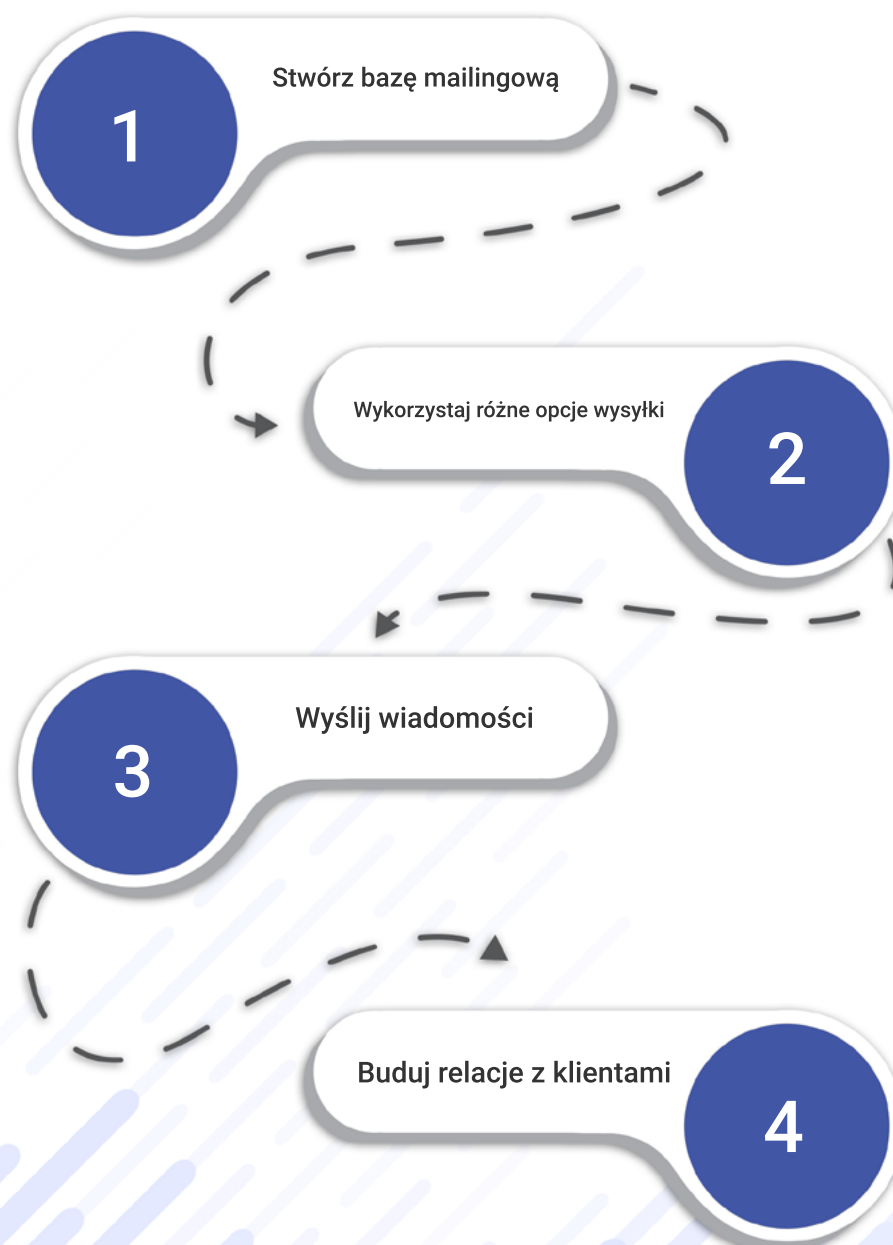 1
Stwórz bazę mailingową
2
Wykorzystaj różne opcje wysyłki
3
Wyślij wiadomości
4
Buduj relacje z klientami